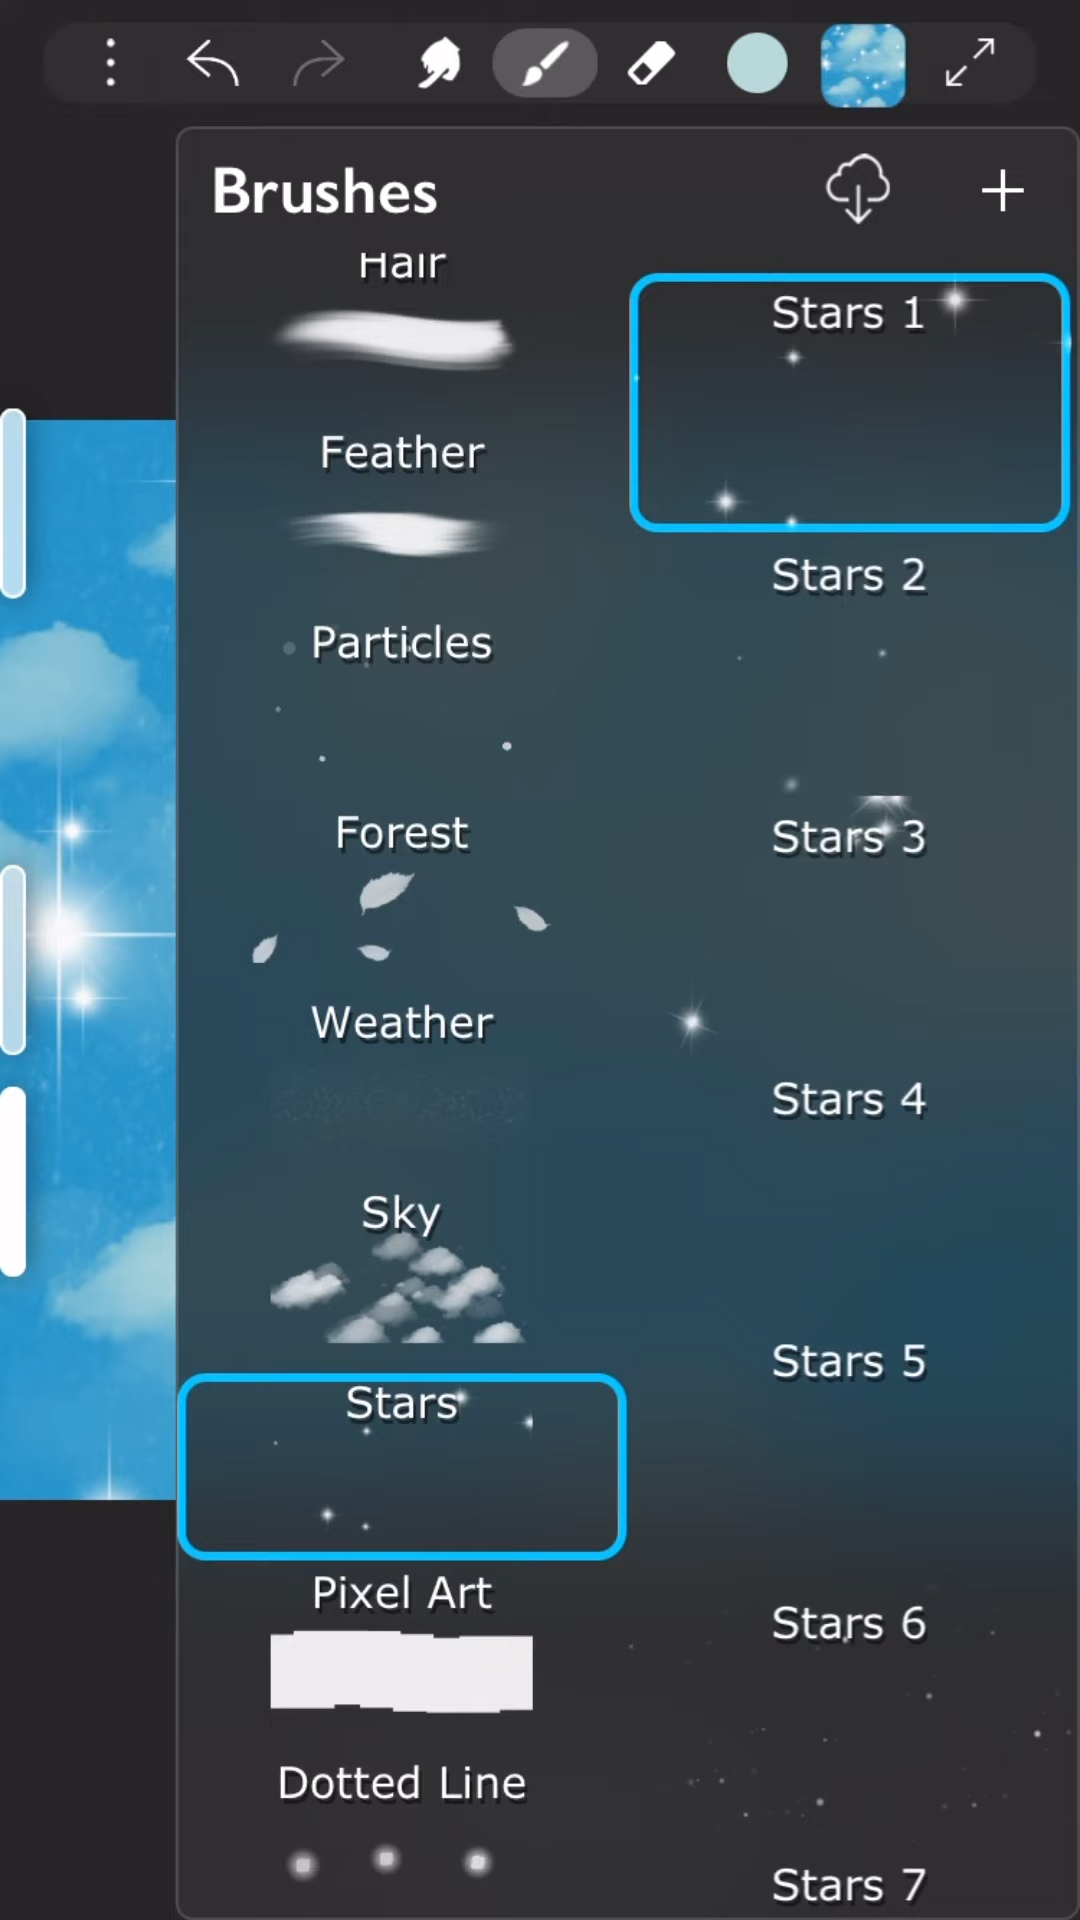 Brushes
Hair
Feather
Particles
Forest
Weather
Sky
Stars
Pixel Art
Dotted Line
Stars 1
Stars 2
Stars 3
Stars 4
Stars 5
Stars 6
Stars 7